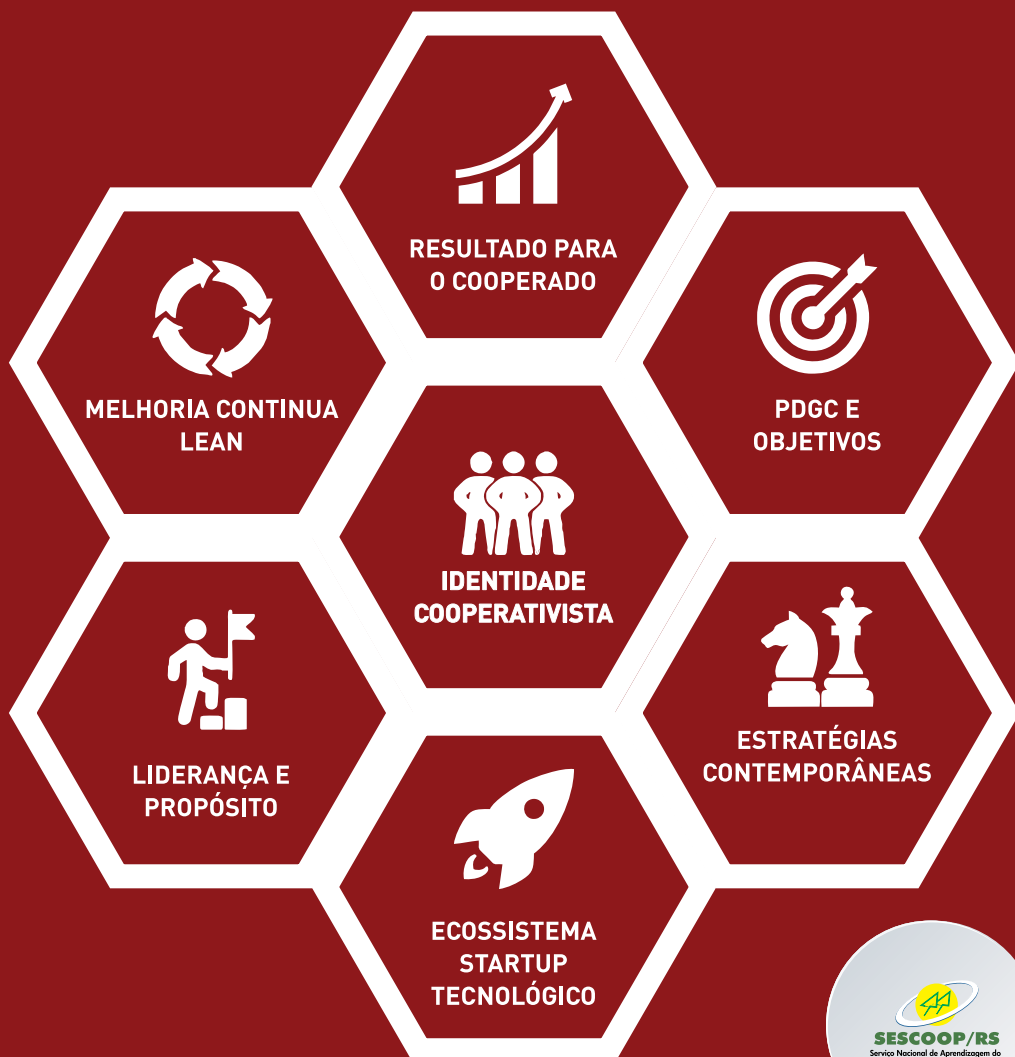 RESULTADO PARA
O COOPERADO
MELHORIA CONTINUA
LEAN
PDGC E
OBJETIVOS
IDENTIDADE
COOPERATIVISTA
LIDERANÇA E
PROPÓSITO
ESTRATÉGIAS
CONTEMPORÂNEAS
ECOSSISTEMA
STARTUP
TECNOLÓGICO
SESCOOP/RS
Serviço Nacional de Aprendizagem do